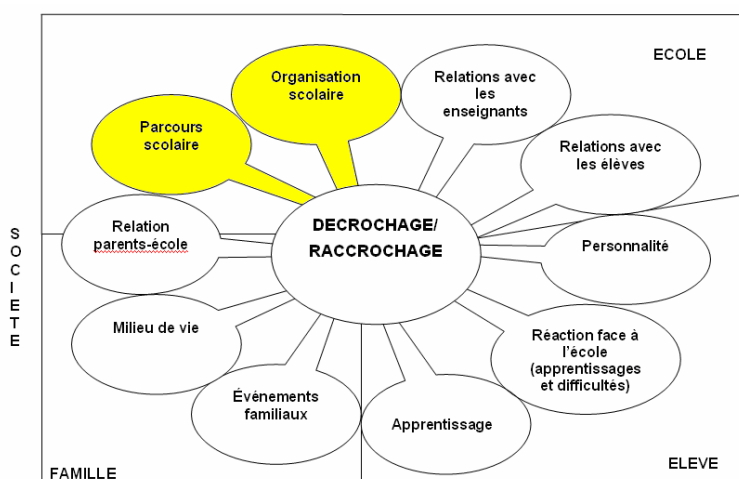 ECOLE
Organisation
scolaire
Relations avec
les
enseignants
Parcours
scolaire
Relations avec
les élèves
DECROCHAGE/
RACCROCHAGE
Relation
parents-école
Personnalité
SOCIETE
Milieu de vie
Réaction face à
l'école
(apprentissages
et difficultés)
Événements
familiaux
Apprentissage
FAMILLE
ELEVE